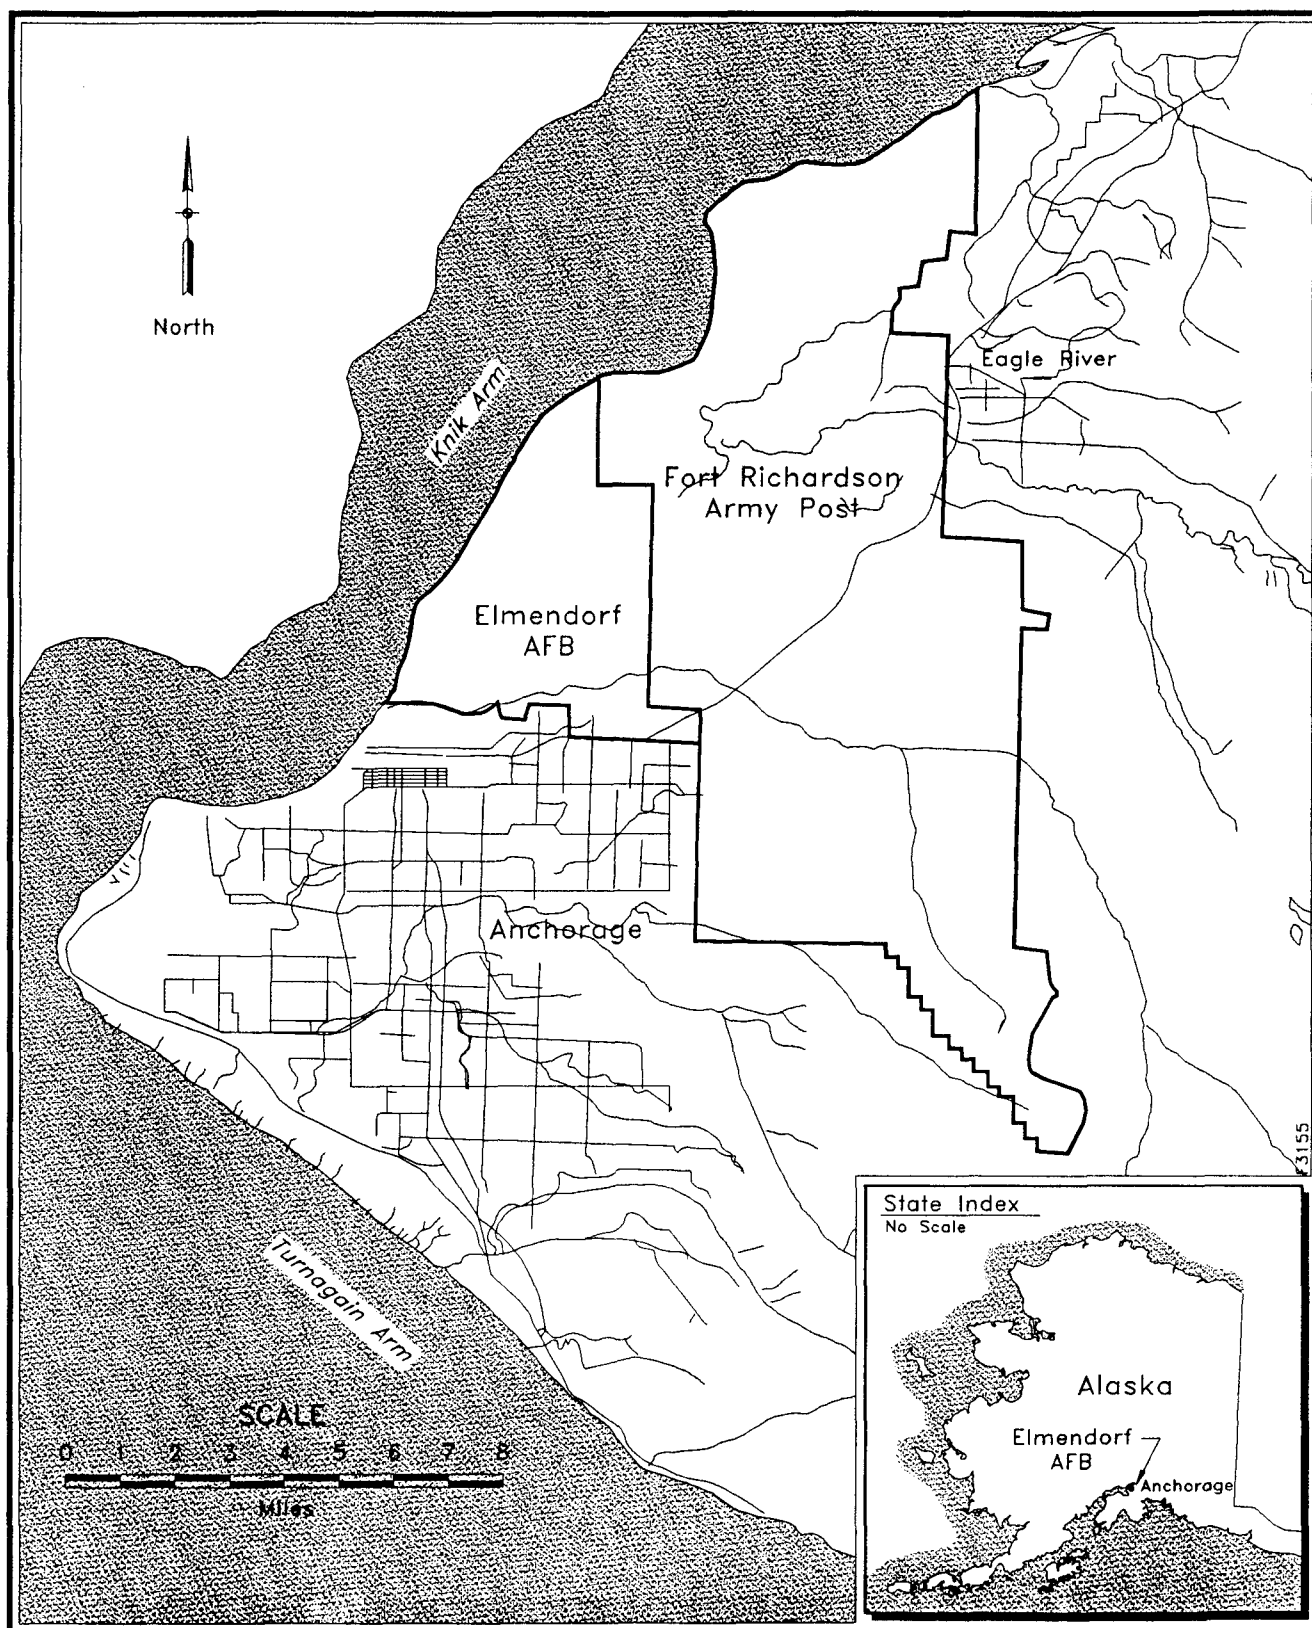 North
Knik Arm
Eagle River
Fort Richardson
Army Post
Elmendorf
AFB
Anchorage
Turnagain Arm
SCALE
0 1 2 3 4 5 6 7 8
Miles
F3155
State Index
No Scale
Alaska
Elmendorf
AFB
Anchorage